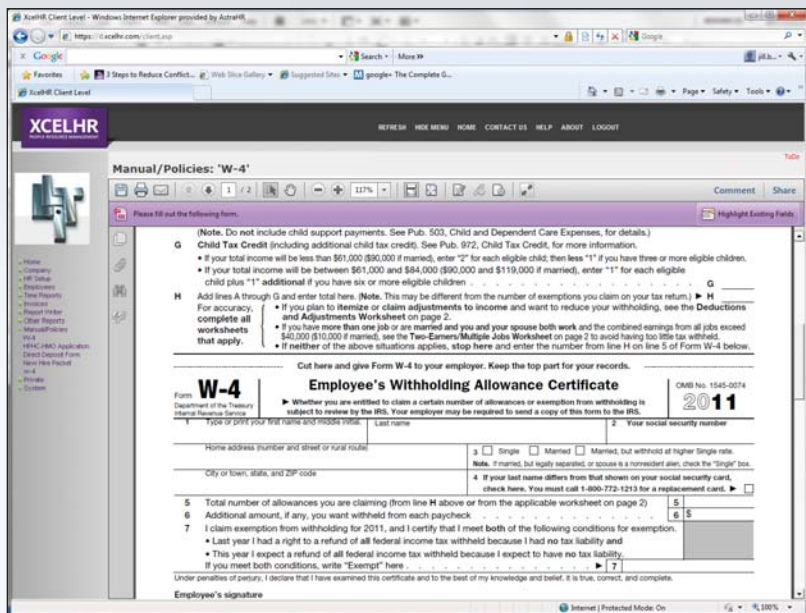 XcelHR Client Level - Windows Internet Explorer provided by AstraHR
https://d.xcelhr.com/client.asp
Google
Google
Search
More »
jill.b...
Favorites
3 Steps to Reduce Conflict...
Web Slice Gallery
Suggested Sites
google+ The Complete G...
XcelHR Client Level
Page Safety Tools
XCELHR
PEOPLE RESOURCE MANAGEMENT
REFRESH HIDE MENU HOME CONTACT US HELP ABOUT LOGOUT
ToDo
Manual/Policies: 'W-4'
1 / 2 117%
Comment Share
Please fill out the following form.
Highlight Existing Fields
Home
Company
HR Setup
Employees
Time Reports
Invoices
Report Writer
Other Reports
Manual/Policies
W-4
HPHC-HMO Application
Direct Deposit Form
New Hire Packet
w-4
Private
System
(Note. Do not include child support payments. See Pub. 503, Child and Dependent Care Expenses, for details.)
G Child Tax Credit (including additional child tax credit). See Pub. 972, Child Tax Credit, for more information.
• If your total income will be less than $61,000 ($90,000 if married), enter "2" for each eligible child; then less "1" if you have three or more eligible children.
• If your total income will be between $61,000 and $84,000 ($90,000 and $119,000 if married), enter "1" for each eligible
child plus "1" additional if you have six or more eligible children . . . . . . . . . . . . . . . . . . . . G
H Add lines A through G and enter total here. (Note. This may be different from the number of exemptions you claim on your tax return.) ▶ H
For accuracy, complete all worksheets that apply.
• If you plan to itemize or claim adjustments to income and want to reduce your withholding, see the Deductions
and Adjustments Worksheet on page 2.
• If you have more than one job or are married and you and your spouse both work and the combined earnings from all jobs exceed
$40,000 ($10,000 if married), see the Two-Earners/Multiple Jobs Worksheet on page 2 to avoid having too little tax withheld.
• If neither of the above situations applies, stop here and enter the number from line H on line 5 of Form W-4 below.
Cut here and give Form W-4 to your employer. Keep the top part for your records.
Form W-4
Department of the Treasury
Internal Revenue Service
Employee's Withholding Allowance Certificate
▶ Whether you are entitled to claim a certain number of allowances or exemption from withholding is
subject to review by the IRS. Your employer may be required to send a copy of this form to the IRS.
OMB No. 1545-0074
2011
1 Type or print your first name and middle initial.
Last name
2 Your social security number
Home address (number and street or rural route)
3 Single Married Married, but withhold at higher Single rate.
Note. If married, but legally separated, or spouse is a nonresident alien, check the "Single" box.
City or town, state, and ZIP code
4 If your last name differs from that shown on your social security card,
check here. You must call 1-800-772-1213 for a replacement card. ▶
5 Total number of allowances you are claiming (from line H above or from the applicable worksheet on page 2) 5
6 Additional amount, if any, you want withheld from each paycheck . . . . . . . . . . . . . . 6 $
7 I claim exemption from withholding for 2011, and I certify that I meet both of the following conditions for exemption.
• Last year I had a right to a refund of all federal income tax withheld because I had no tax liability and
• This year I expect a refund of all federal income tax withheld because I expect to have no tax liability.
If you meet both conditions, write "Exempt" here . . . . . . . . . . . . . . . ▶ 7
Under penalties of perjury, I declare that I have examined this certificate and to the best of my knowledge and belief, it is true, correct, and complete.
Employee's signature
Internet | Protected Mode: On
100%